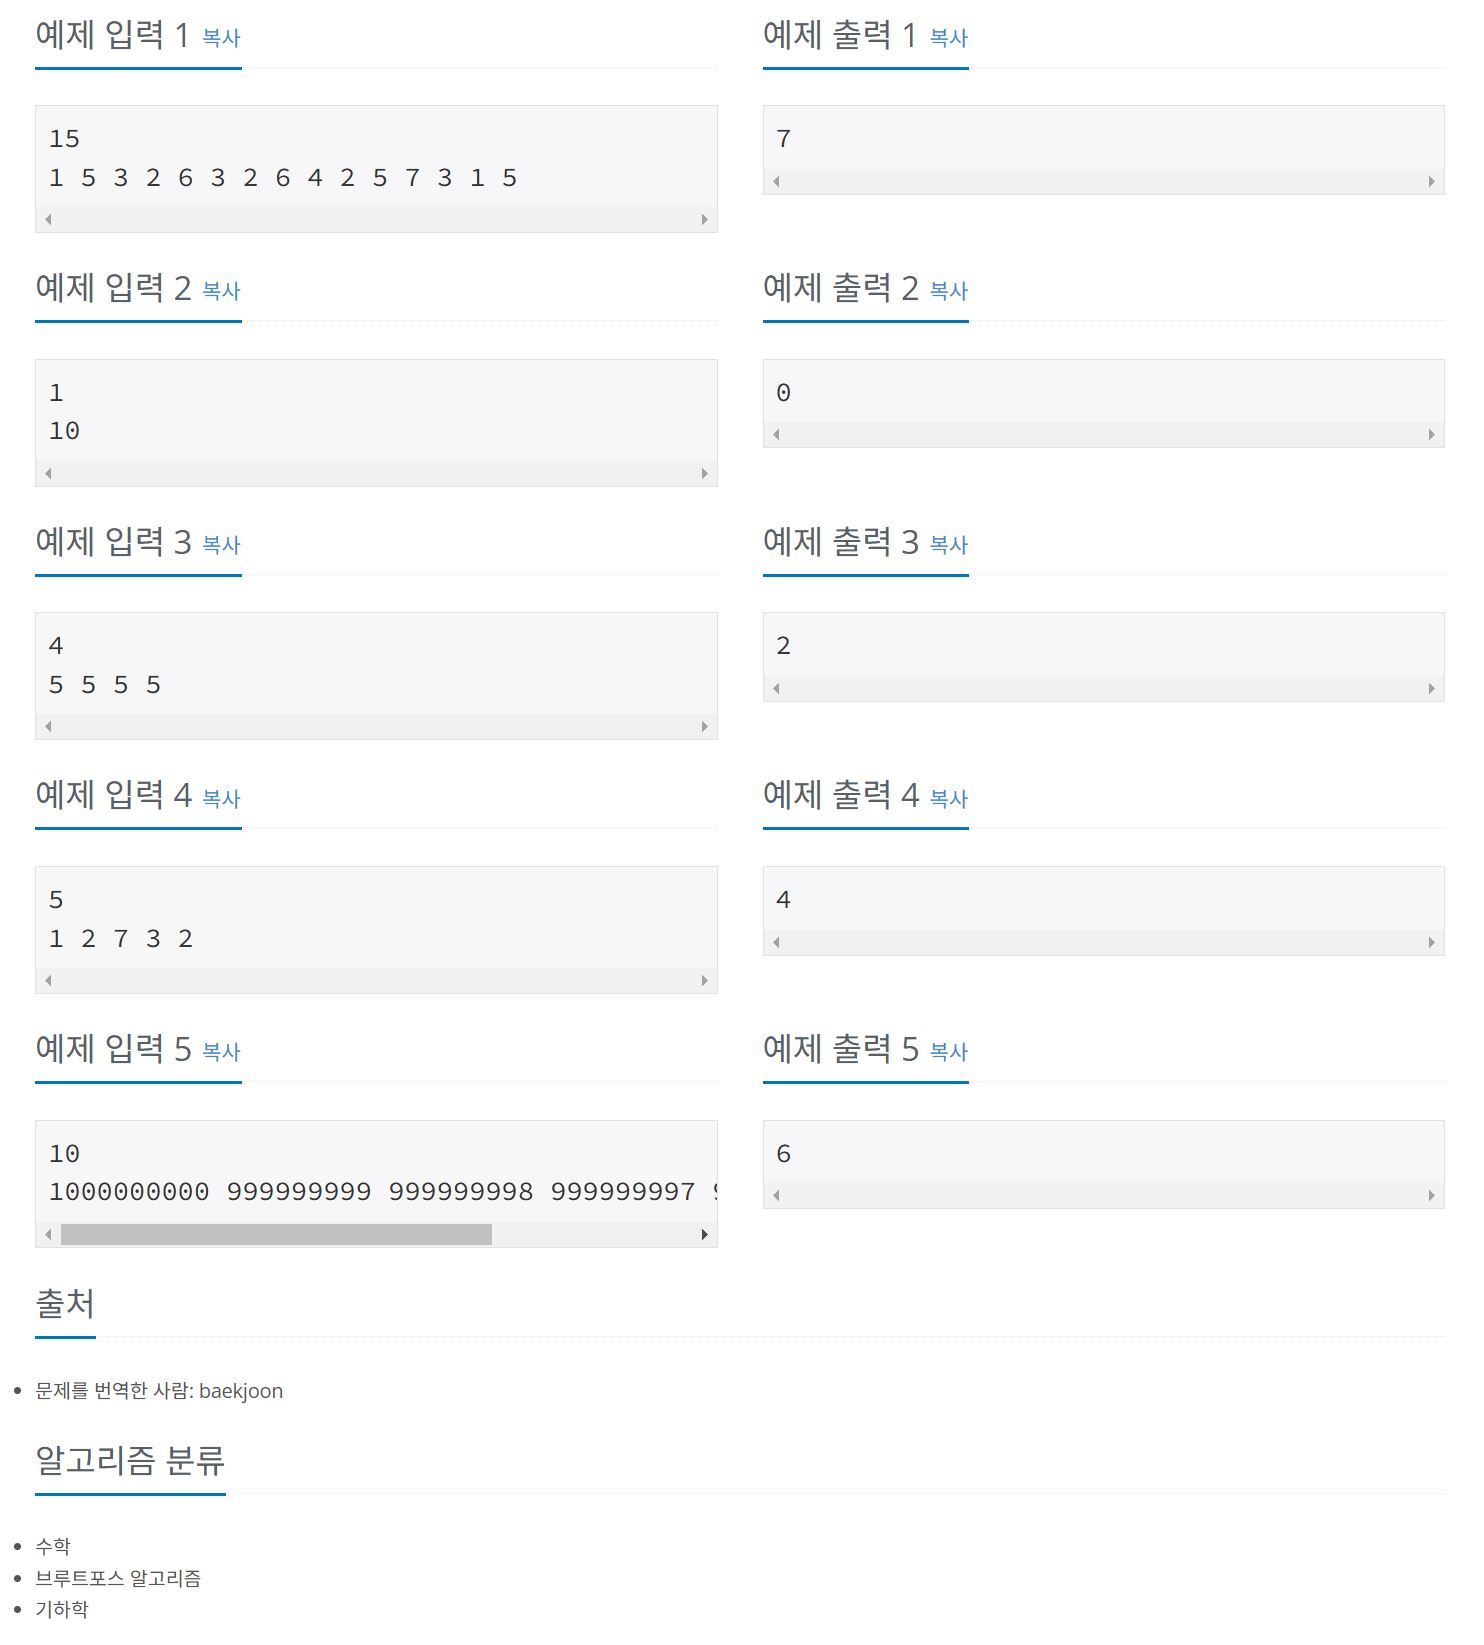 예제 입력 1 복사
15
1 5 3 2 6 3 2 6 4 2 5 7 3 1 5
예제 출력 1 복사
7
예제 입력 2 복사
1
10
예제 출력 2 복사
0
예제 입력 3 복사
4
5 5 5 5
예제 출력 3 복사
2
예제 입력 4 복사
5
1 2 7 3 2
예제 출력 4 복사
4
예제 입력 5 복사
10
1000000000 999999999 999999998 999999997
예제 출력 5 복사
6
출처
문제를 번역한 사람: baekjoon
알고리즘 분류
수학
브루트포스 알고리즘
기하학